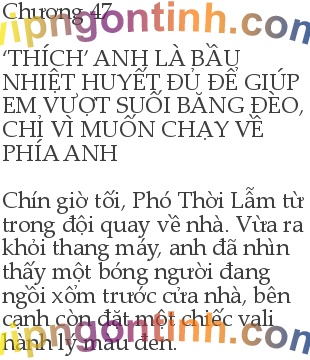 Chương 47
vipngontinh.com
'THÍCH' ANH LÀ BẦU
NHIỆT HUYẾT ĐỦ ĐỂ GIÚP
EM VƯỢT SUỐI BĂNG ĐÈO,
CHỈ VÌ MUỐN CHẠY VỀ
PHÍA ANH
Chín giờ tối, Phó Thời Lẫm từ
trong đội quay về nhà. Vừa ra
khỏi thang máy, anh đã nhìn
thấy một bóng người đang
ngồi xổm trước cửa nhà, bên
cạnh còn đặt một chiếc vali
hành lý màu đen.
vipngontinh.com